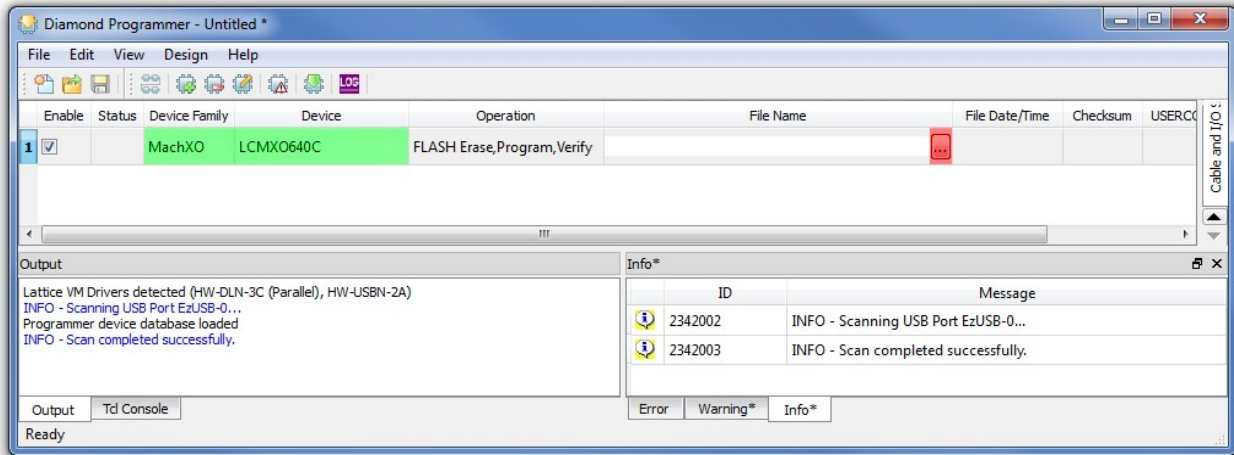 Diamond Programmer - Untitled *
File Edit View Design Help
LOG
Enable Status Device Family Device Operation File Name File Date/Time Checksum USERCO
1 MachXO LCMXO640C FLASH Erase,Program,Verify ...
Cable and I/O
Output
Lattice VM Drivers detected (HW-DLN-3C (Parallel), HW-USBN-2A)
INFO - Scanning USB Port EzUSB-0...
Programmer device database loaded
INFO - Scan completed successfully.
Output Tcl Console
Info*
ID Message
2342002 INFO - Scanning USB Port EzUSB-0...
2342003 INFO - Scan completed successfully.
Error Warning* Info*
Ready